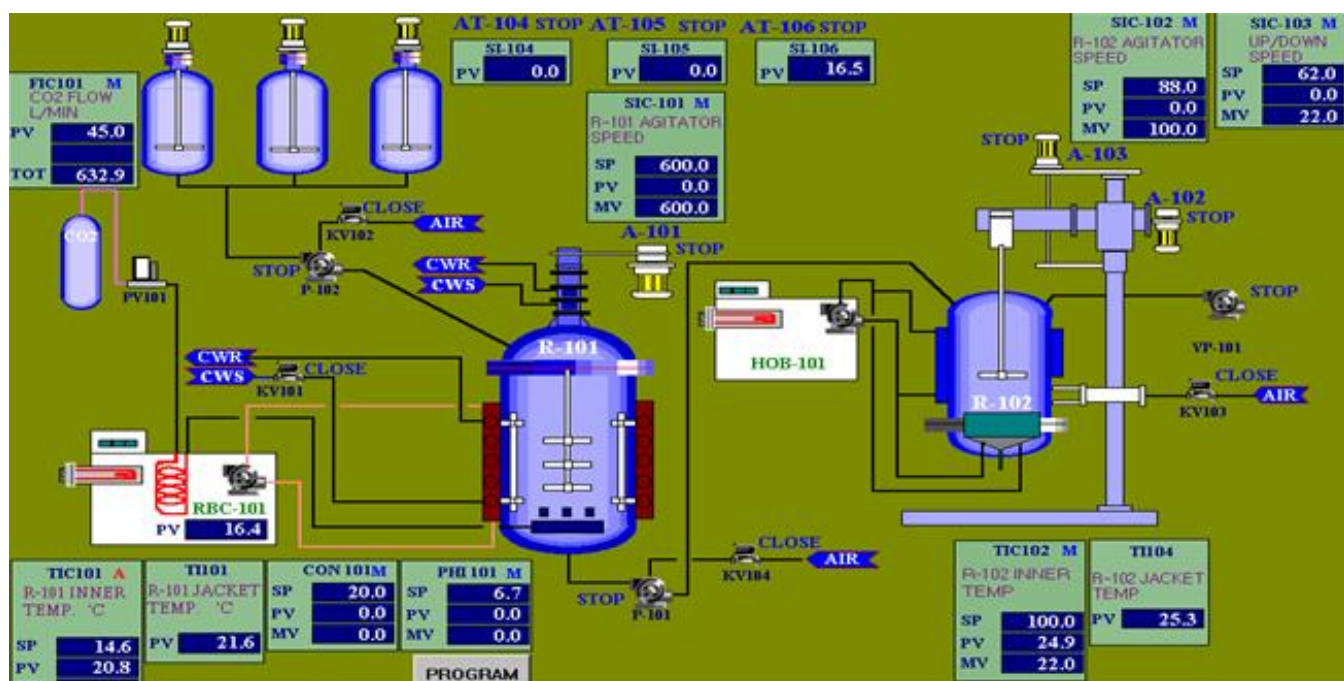 AT-104 STOP AT-105 STOP AT-106 STOP
SI-104
PV 0.0
SI-105
PV 0.0
SI-106
PV 16.5
SIC-102 M
R-102 AGITATOR
SPEED
SP 88.0
PV 0.0
MV 100.0
SIC-103 M
UP/DOWN
SPEED
SP 62.0
PV 0.0
MV 22.0
FIC101 M
CO2 FLOW
L/MIN
PV 45.0
TOT 632.9
SIC-101 M
R-101 AGITATOR
SPEED
SP 600.0
PV 0.0
MV 600.0
STOP
A-103
A-102
STOP
CLOSE
KV102
AIR
A-101
STOP
CO2
STOP
P-102
CWR
CWS
PV101
STOP
VP-101
R-101
HOB-101
CWR
CWS
CLOSE
KV101
CLOSE
KV103
AIR
R-102
RBC-101
PV 16.4
CLOSE
KV104
AIR
STOP
P-101
TIC101 A
R-101 INNER
TEMP. 'C
SP 14.6
PV 20.8
TI101
R-101 JACKET
TEMP. 'C
PV 21.6
CON 101M
SP 20.0
PV 0.0
MV 0.0
PHI 101 M
SP 6.7
PV 0.0
MV 0.0
PROGRAM
TIC102 M
R-102 INNER
TEMP
SP 100.0
PV 24.9
MV 22.0
TI104
R-102 JACKET
TEMP
PV 25.3